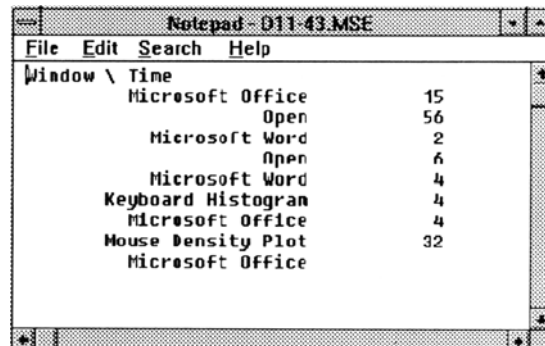 Notepad - D11-43.MSE
File Edit Search Help
Window \ Time
Microsoft Office 15
Open 56
Microsoft Word 2
Open 6
Microsoft Word 4
Keyboard Histogram 4
Microsoft Office 4
Mouse Density Plot 32
Microsoft Office